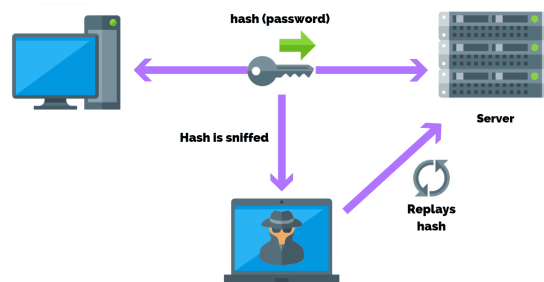 hash (password)
Server
Hash is sniffed
Replays
hash